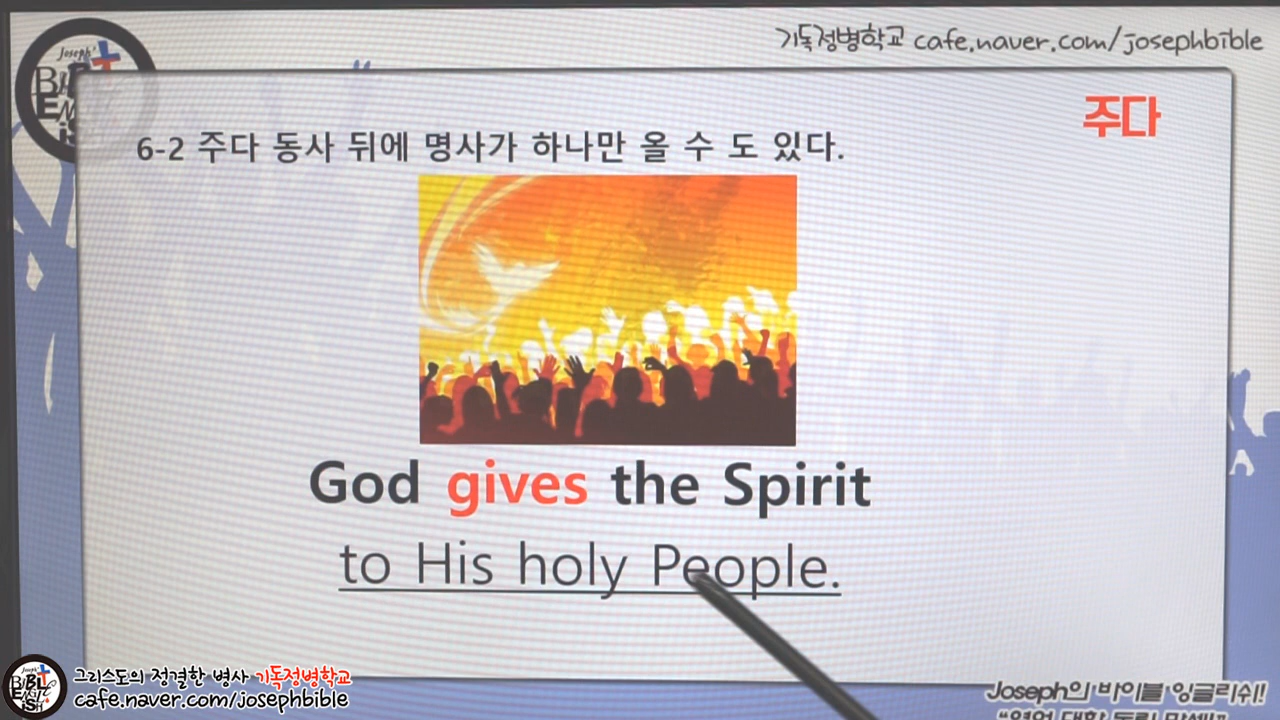 기독정병학교 cafe.naver.com/josephbible
Joseph'
주다
6-2 주다 동사 뒤에 명사가 하나만 올 수 도 있다.
God gives the Spirit
to His holy People.
그리스도의 정결한 병사 기독정병학교
cafe.naver.com/josephbible
Joseph의 바이블 잉글리쉬!